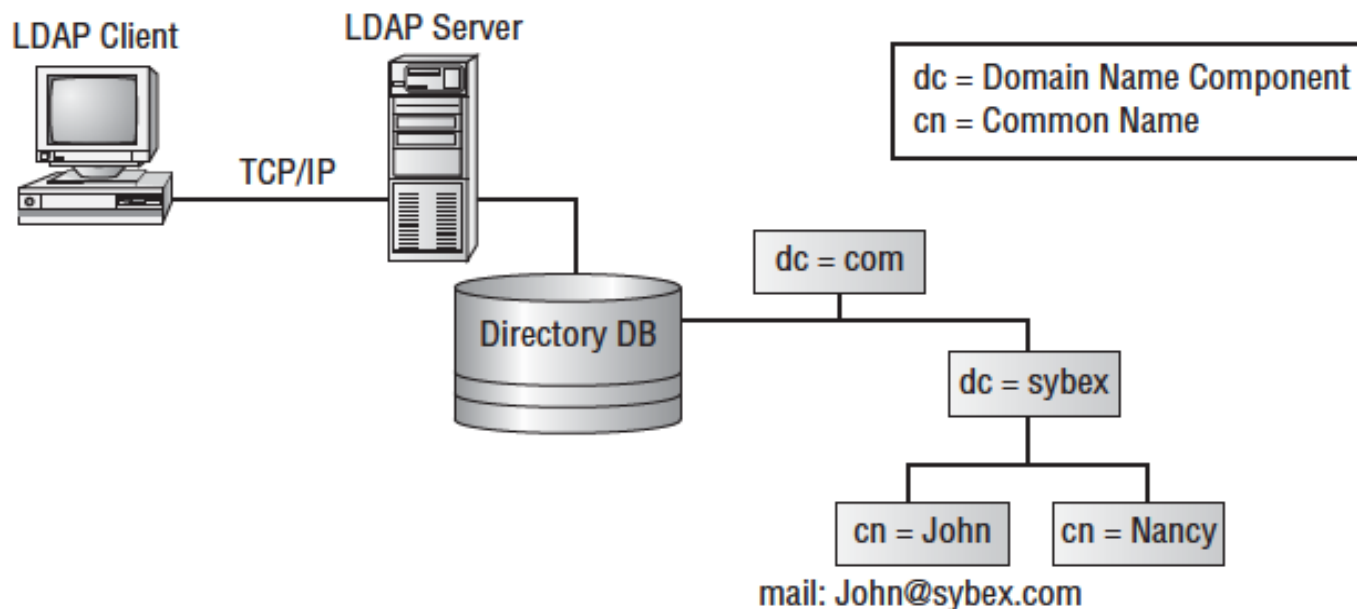 LDAP Client
LDAP Server
dc = Domain Name Component
cn = Common Name
TCP/IP
dc = com
Directory DB
dc = sybex
cn = John
cn = Nancy
mail: John@sybex.com